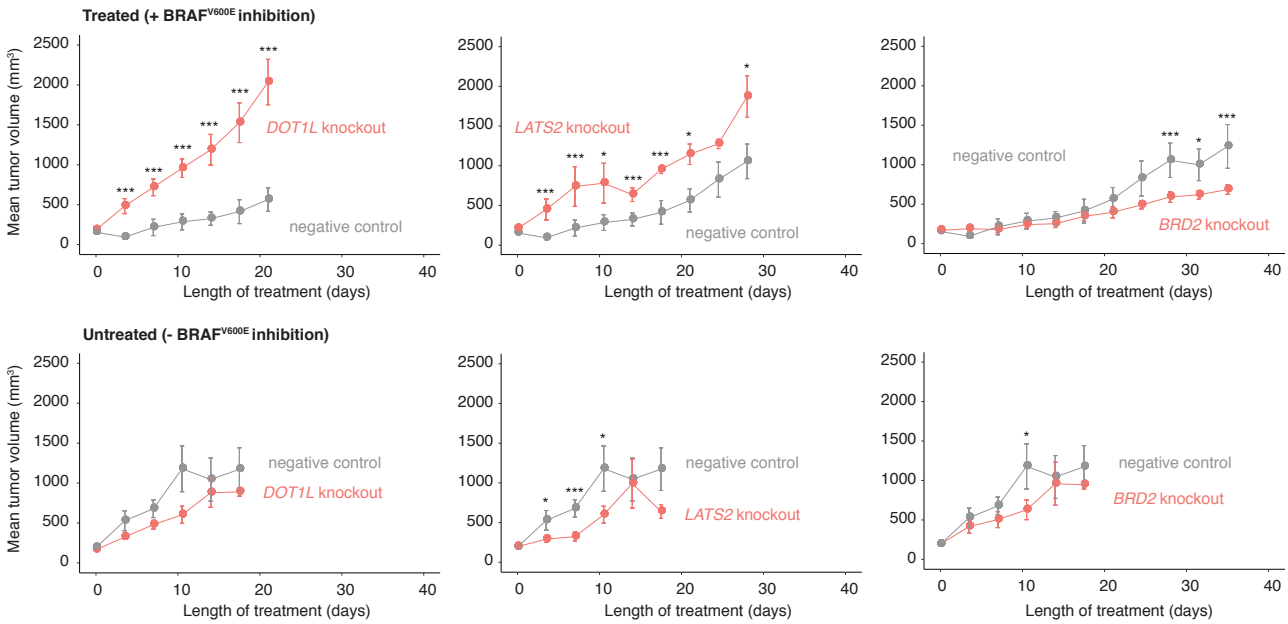 Treated (+ BRAFV600E inhibition)
Mean tumor volume (mm³)
2500
2000
1500
1000
500
0
*** *** *** *** *** ***
DOT1L knockout
negative control
0 10 20 30 40
Length of treatment (days)
2500
2000
1500
1000
500
0
*** *** * *** *** * *
LATS2 knockout
negative control
0 10 20 30 40
Length of treatment (days)
2500
2000
1500
1000
500
0
*** * ***
negative control
BRD2 knockout
0 10 20 30 40
Length of treatment (days)
Untreated (- BRAFV600E inhibition)
Mean tumor volume (mm³)
2500
2000
1500
1000
500
0
negative control
DOT1L knockout
0 10 20 30 40
Length of treatment (days)
2500
2000
1500
1000
500
0
* *** *
negative control
LATS2 knockout
0 10 20 30 40
Length of treatment (days)
2500
2000
1500
1000
500
0
*
negative control
BRD2 knockout
0 10 20 30 40
Length of treatment (days)